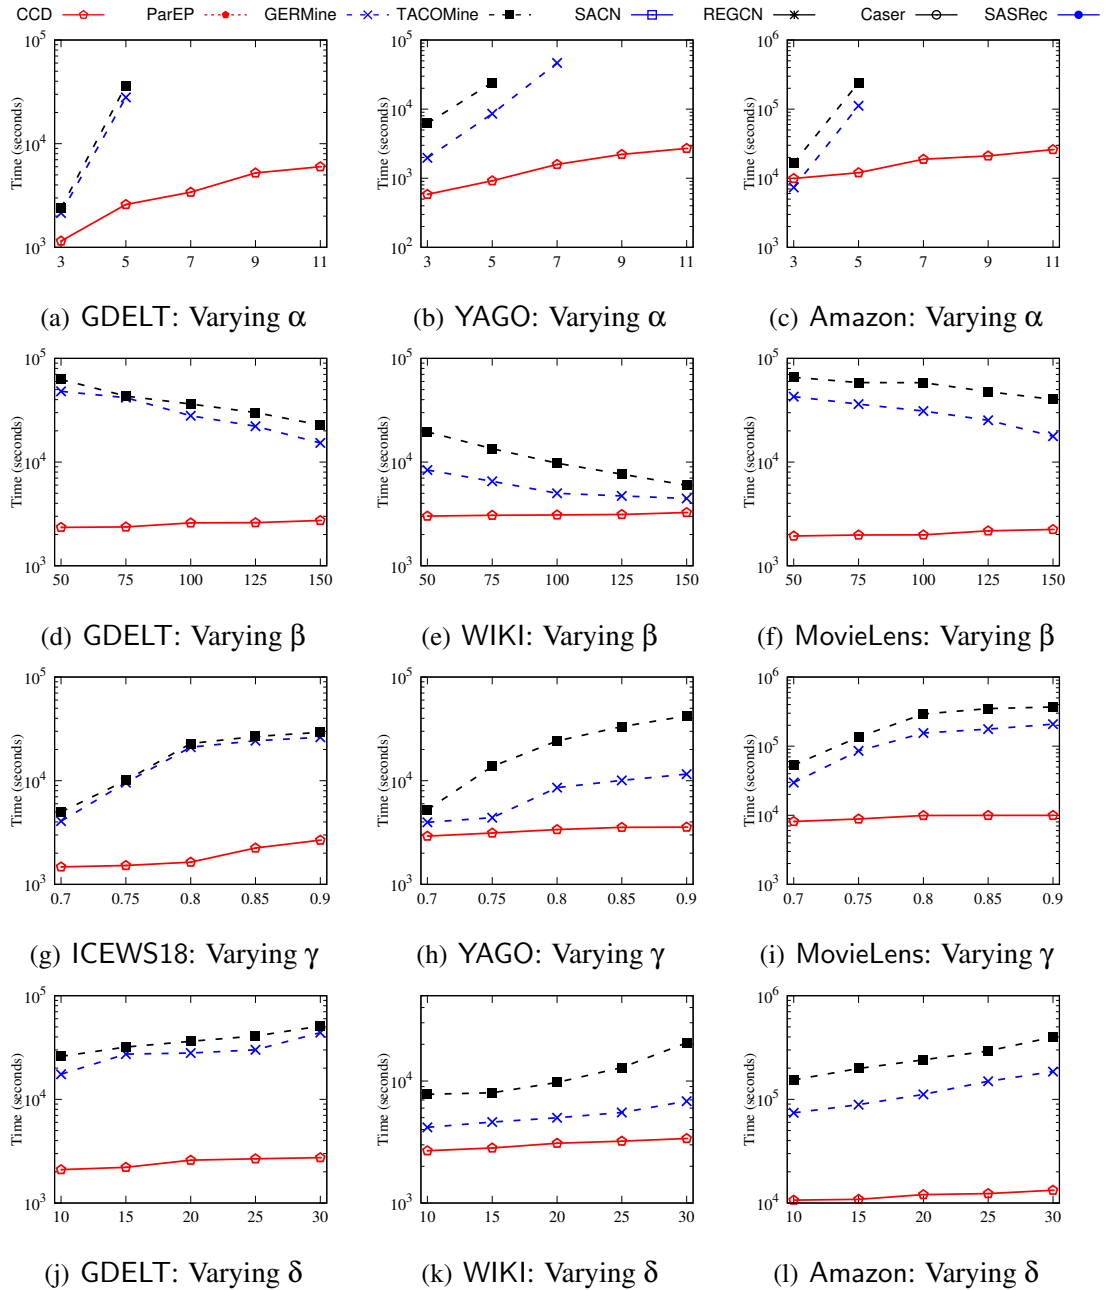 CCD ParEP GERMine TACOMine SACN REGCN Caser SASRec
10^5 10^5 10^6
Time (seconds) Time (seconds) Time (seconds)
10^4 10^4 10^5
10^3 10^4
10^3 10^2 10^3
3 5 7 9 11 3 5 7 9 11 3 5 7 9 11
(a) GDELT: Varying α (b) YAGO: Varying α (c) Amazon: Varying α
10^5 10^5 10^5
Time (seconds) Time (seconds) Time (seconds)
10^4 10^4 10^4
10^3 10^3 10^3
50 75 100 125 150 50 75 100 125 150 50 75 100 125 150
(d) GDELT: Varying β (e) WIKI: Varying β (f) MovieLens: Varying β
10^5 10^5 10^6
Time (seconds) Time (seconds) Time (seconds)
10^5
10^4 10^4 10^4
10^3 10^3 10^3
0.7 0.75 0.8 0.85 0.9 0.7 0.75 0.8 0.85 0.9 0.7 0.75 0.8 0.85 0.9
(g) ICEWS18: Varying γ (h) YAGO: Varying γ (i) MovieLens: Varying γ
10^5 10^6
Time (seconds) Time (seconds) Time (seconds)
10^4 10^4 10^5
10^3 10^3 10^4
10 15 20 25 30 10 15 20 25 30 10 15 20 25 30
(j) GDELT: Varying δ (k) WIKI: Varying δ (l) Amazon: Varying δ